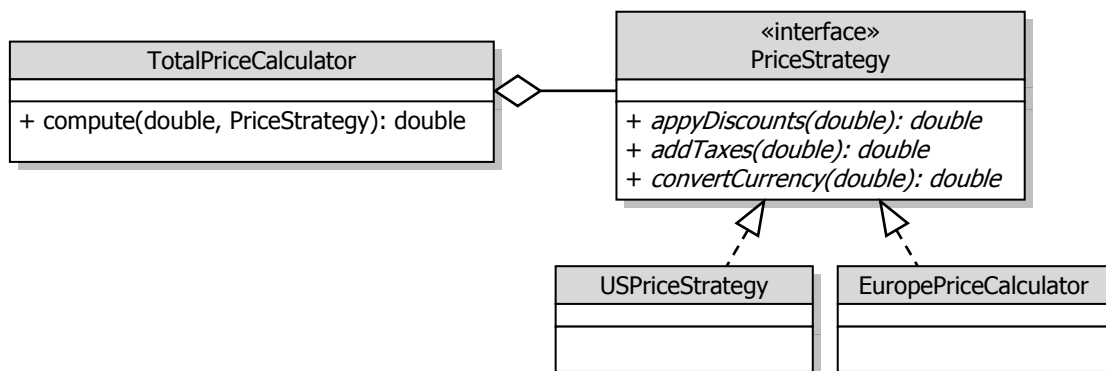 TotalPriceCalculator
+ compute(double, PriceStrategy): double
«interface»
PriceStrategy
+ appyDiscounts(double): double
+ addTaxes(double): double
+ convertCurrency(double): double
USPriceStrategy
EuropePriceCalculator